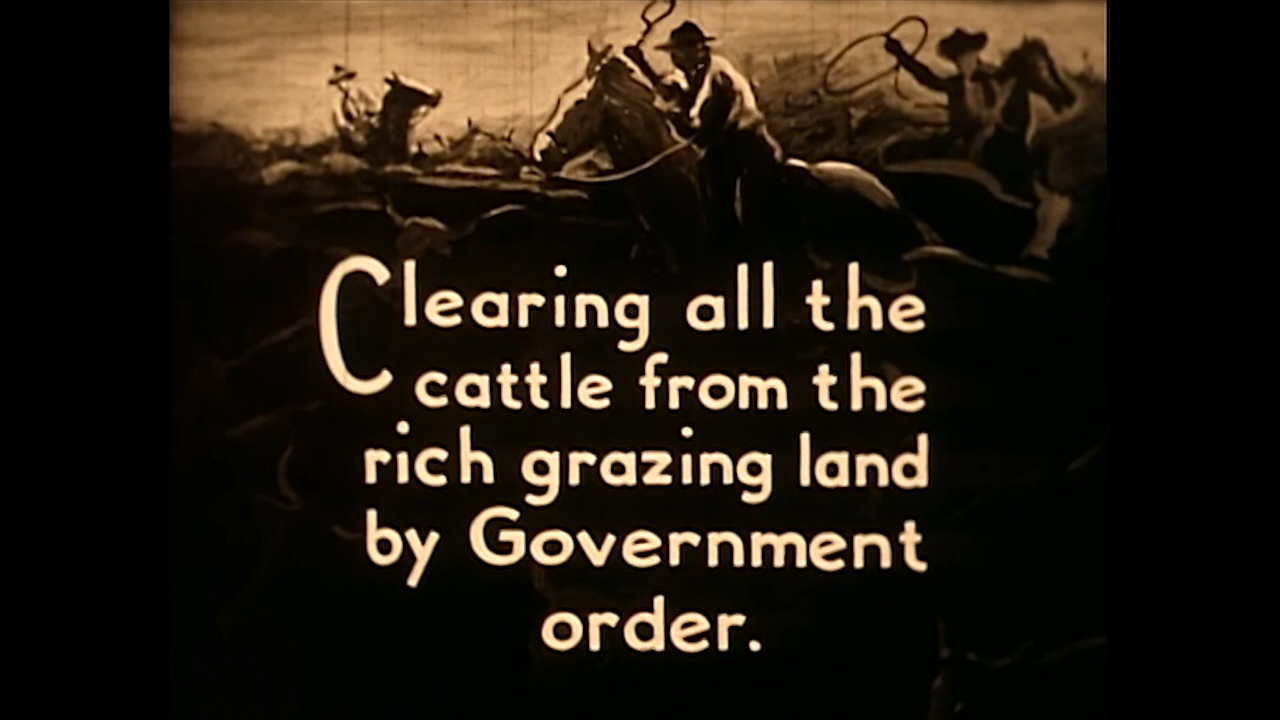 Clearing all the
cattle from the
rich grazing land
by Government
order.